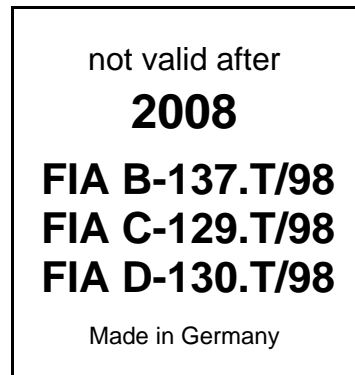 not valid after
2008
FIA B-137.T/98
FIA C-129.T/98
FIA D-130.T/98
Made in Germany